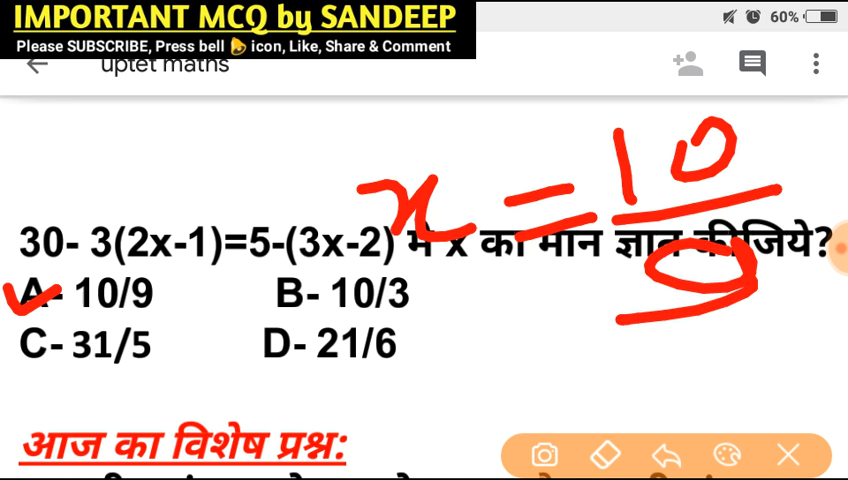 IMPORTANT MCQ by SANDEEP
Please SUBSCRIBE, Press bell icon, Like, Share & Comment
60%
uptet maths
x = 10/9
30- 3(2x-1)=5-(3x-2) में x का मान ज्ञात कीजिये?
A- 10/9 B- 10/3
C- 31/5 D- 21/6
आज का विशेष प्रश्न: